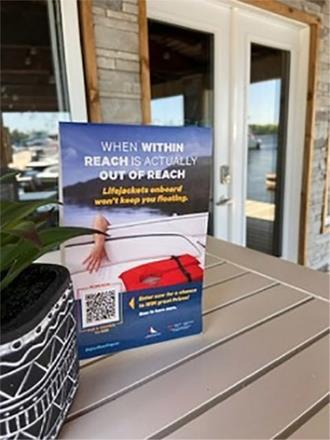 WHEN WITHIN
REACH IS ACTUALLY
OUT OF REACH
Lifejackets onboard
won't keep you floating.
Enter now for a chance
to WIN great Prizes!
Scan to learn more.